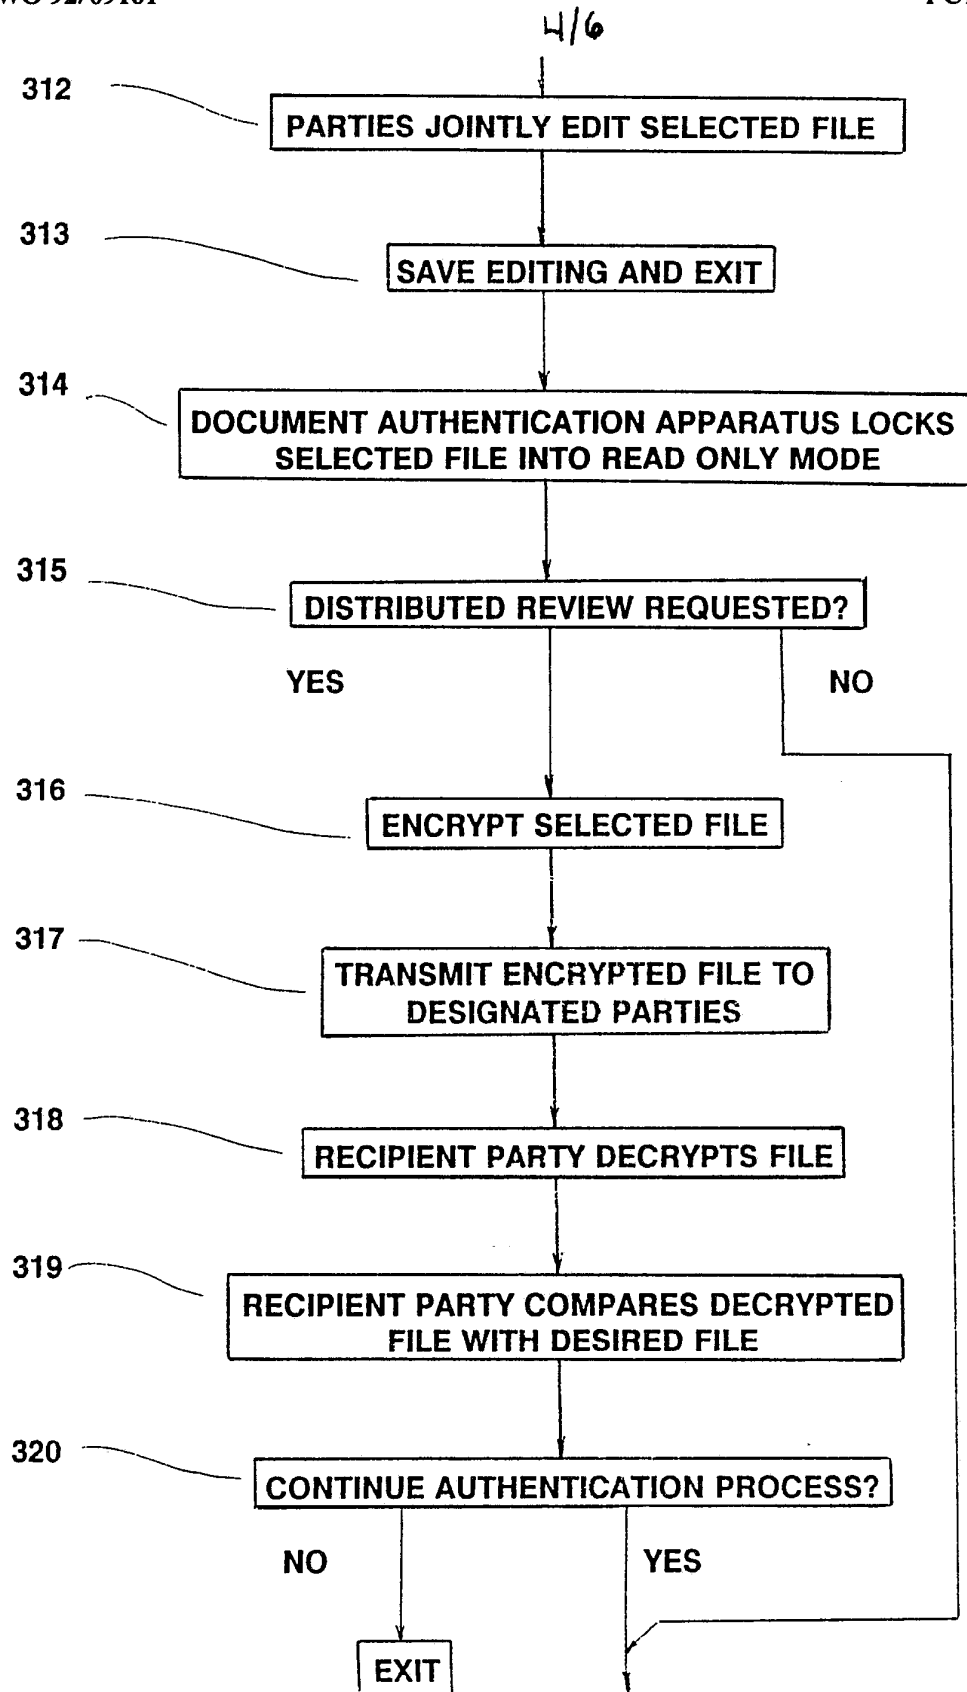 4/6
312
PARTIES JOINTLY EDIT SELECTED FILE
313
SAVE EDITING AND EXIT
314
DOCUMENT AUTHENTICATION APPARATUS LOCKS
SELECTED FILE INTO READ ONLY MODE
315
DISTRIBUTED REVIEW REQUESTED?
YES
NO
316
ENCRYPT SELECTED FILE
317
TRANSMIT ENCRYPTED FILE TO
DESIGNATED PARTIES
318
RECIPIENT PARTY DECRYPTS FILE
319
RECIPIENT PARTY COMPARES DECRYPTED
FILE WITH DESIRED FILE
320
CONTINUE AUTHENTICATION PROCESS?
NO
YES
EXIT